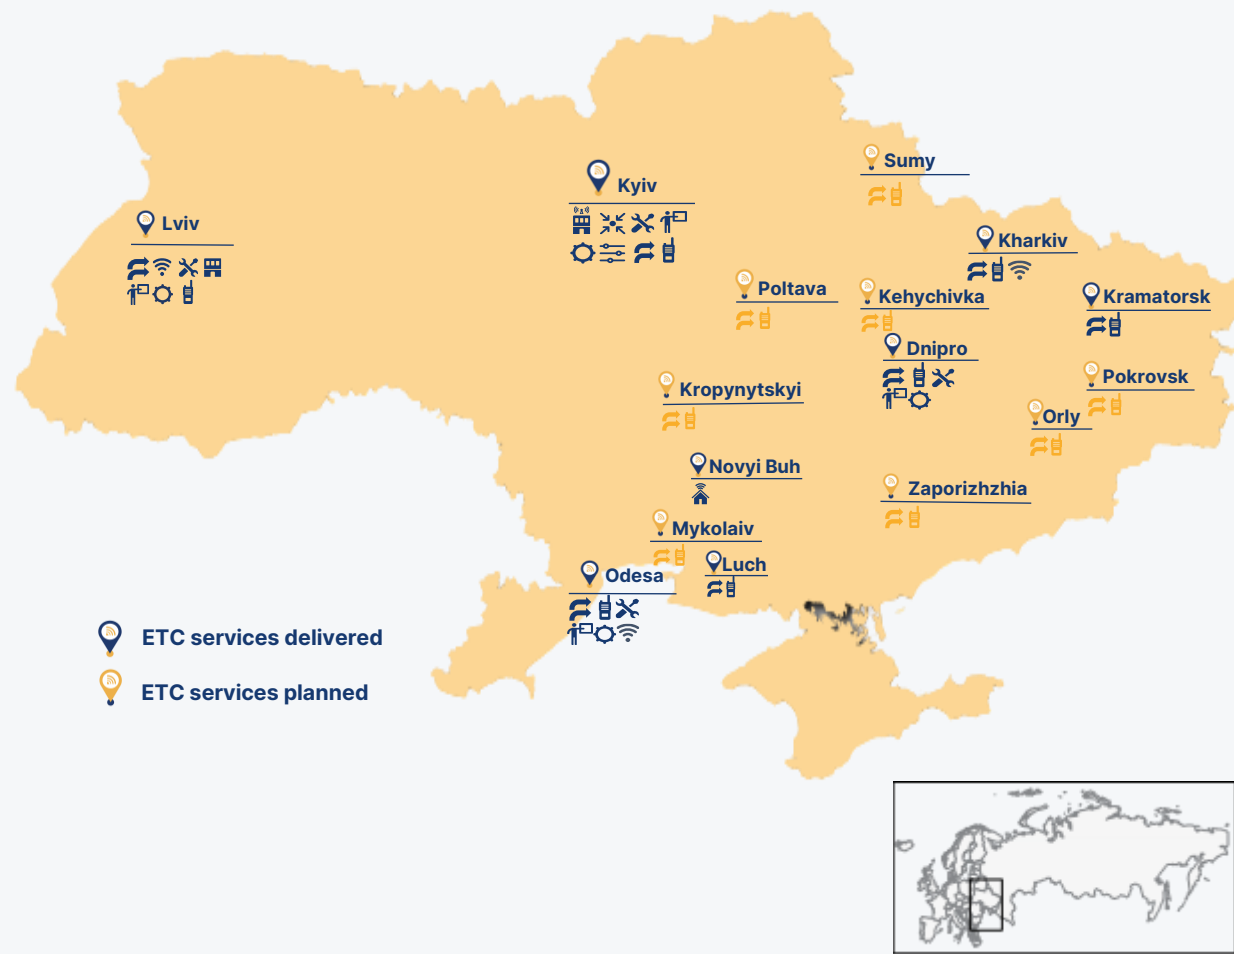 Sumy
Kyiv
Lviv
Kharkiv
Poltava
Kehychivka
Kramatorsk
Dnipro
Pokrovsk
Kropynytskyi
Orly
Novyi Buh
Zaporizhzhia
Mykolaiv
Luch
Odesa
ETC services delivered
ETC services planned